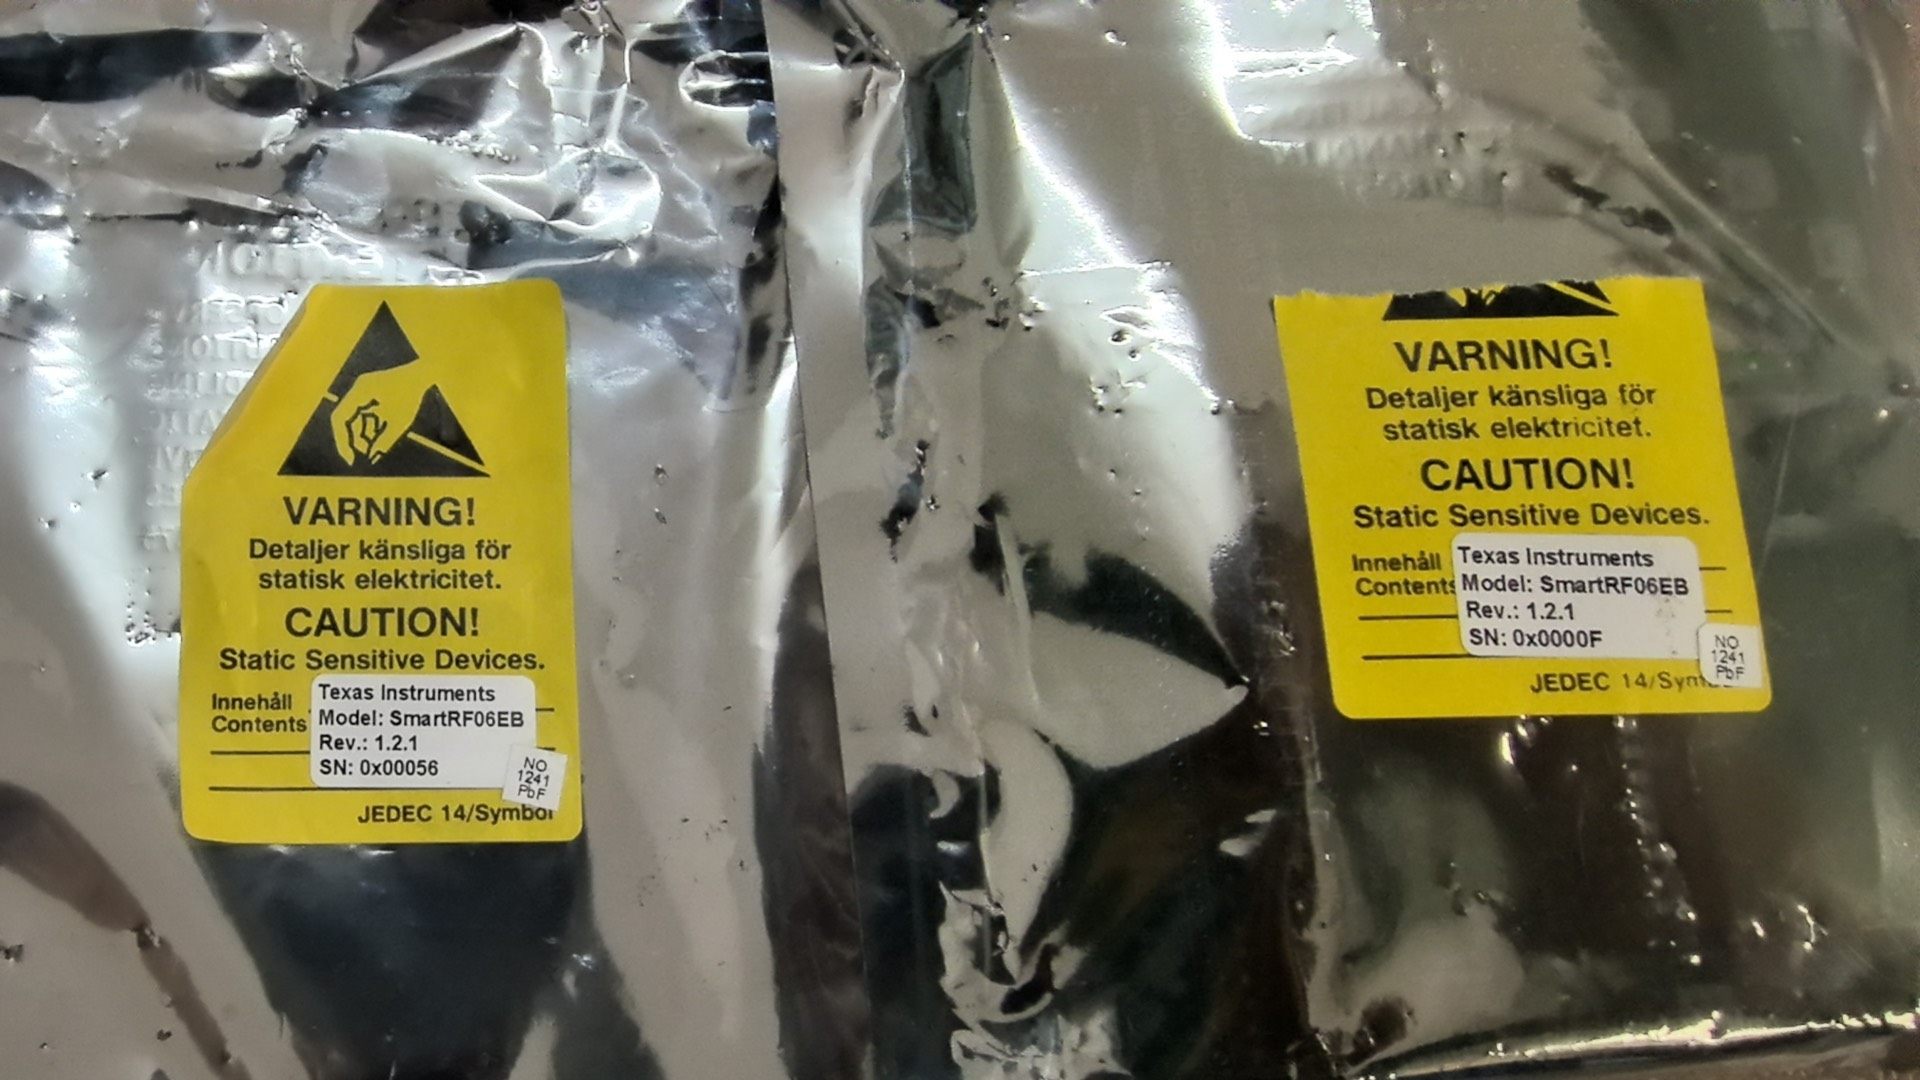 VARNING!
Detaljer känsliga för
statisk elektricitet.
CAUTION!
Static Sensitive Devices.
Innehåll
Contents
Texas Instruments
Model: SmartRF06EB
Rev.: 1.2.1
SN: 0x00056
NO
1241
PbF
JEDEC 14/Symbol
VARNING!
Detaljer känsliga för
statisk elektricitet.
CAUTION!
Static Sensitive Devices.
Innehåll
Contents
Texas Instruments
Model: SmartRF06EB
Rev.: 1.2.1
SN: 0x0000F
NO
1241
PbF
JEDEC 14/Sym